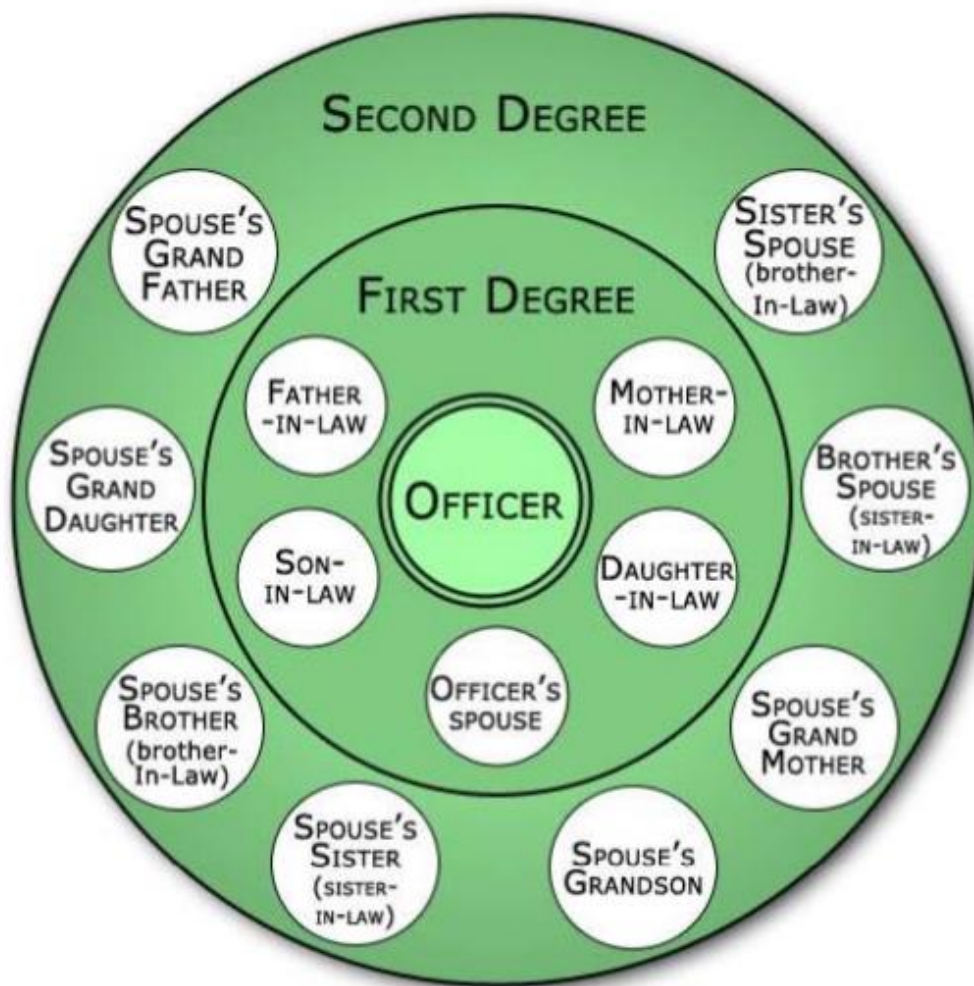 SECOND DEGREE
SPOUSE'S
GRAND
FATHER
SISTER'S
SPOUSE
(brother-
In-Law)
FIRST DEGREE
FATHER
-IN-LAW
MOTHER-
IN-LAW
SPOUSE'S
GRAND
DAUGHTER
OFFICER
BROTHER'S
SPOUSE
(SISTER-
IN-LAW)
SON-
IN-LAW
DAUGHTER
-IN-LAW
SPOUSE'S
BROTHER
(brother-
In-Law)
OFFICER'S
SPOUSE
SPOUSE'S
GRAND
MOTHER
SPOUSE'S
SISTER
(SISTER-
IN-LAW)
SPOUSE'S
GRANDSON